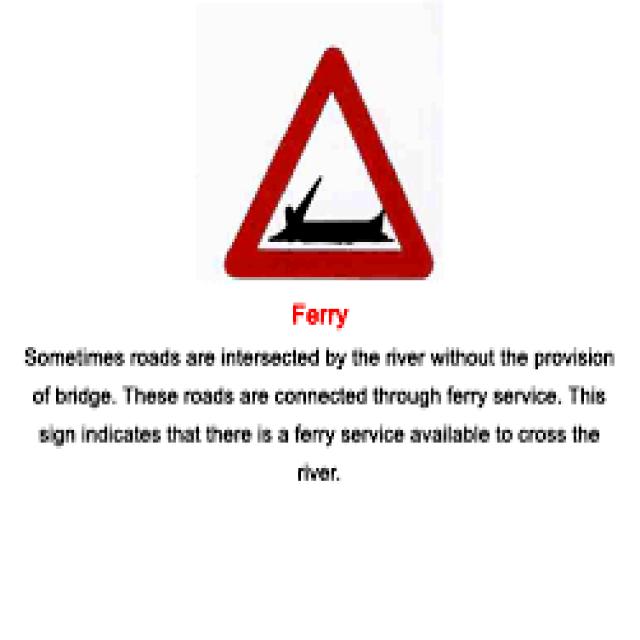 Ferry
Sometimes roads are intersected by the river without the provision
of bridge. These roads are connected through ferry service. This
sign indicates that there is a ferry service available to cross the
river.